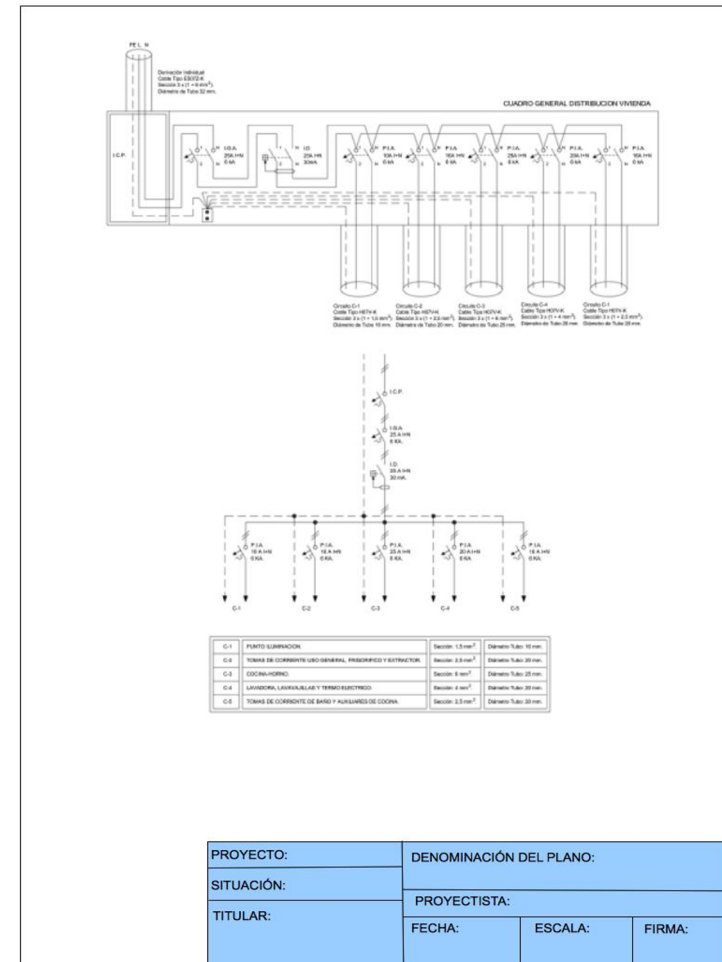 PE L N
Derivación Individual
Cable Tipo ES07Z-K
Sección 3 x (1 × 6 mm²).
Diámetro de Tubo 32 mm.
CUADRO GENERAL DISTRIBUCION VIVIENDA
I.C.P.
I.G.A.
25A I+N
6 kA
I.D.
25A I+N
30mA
P.I.A.
10A I+N
6 kA
P.I.A.
16A I+N
6 kA
P.I.A.
25A I+N
6 kA
P.I.A.
20A I+N
6 kA
P.I.A.
16A I+N
6 kA
Circuito C-1
Cable Tipo H07V-K
Sección 3 x (1 × 1,5 mm²).
Diámetro de Tubo 16 mm.
Circuito C-2
Cable Tipo H07V-K
Sección 3 x (1 × 2,5 mm²).
Diámetro de Tubo 20 mm.
Circuito C-3
Cable Tipo H07V-K
Sección 3 x (1 × 6 mm²).
Diámetro de Tubo 25 mm.
Circuito C-4
Cable Tipo H07V-K
Sección 3 x (1 × 4 mm²).
Circuito C-1
Cable Tipo H07V-K
Sección 3 x (1 × 2,5 mm²).
I.C.P.
I.G.A.
25 A I+N
6 KA.
I.D.
25 A I+N
30 mA.
P.I.A.
10 A I+N
6 KA.
P.I.A.
16 A I+N
6 KA.
P.I.A.
25 A I+N
6 KA.
P.I.A.
20 A I+N
6 KA.
P.I.A.
16 A I+N
6 KA.
C-1 C-2 C-3 C-4 C-5
C-1 PUNTO ILUMINACION. Sección: 1,5 mm². Diámetro Tubo: 16 mm.
C-2 TOMAS DE CORRIENTE USO GENERAL, FRIGORIFICO Y EXTRACTOR. Sección: 2,5 mm². Diámetro Tubo: 20 mm.
C-3 COCINA-HORNO. Sección: 6 mm². Diámetro Tubo: 25 mm.
C-4 LAVADORA, LAVAVAJILLAS Y TERMO ELECTRICO. Sección: 4 mm². Diámetro Tubo: 20 mm.
C-5 TOMAS DE CORRIENTE DE BAÑO Y AUXILIARES DE COCINA. Sección: 2,5 mm². Diámetro Tubo: 20 mm.
PROYECTO:
DENOMINACIÓN DEL PLANO:
SITUACIÓN:
PROYECTISTA:
TITULAR:
FECHA:
ESCALA:
FIRMA: